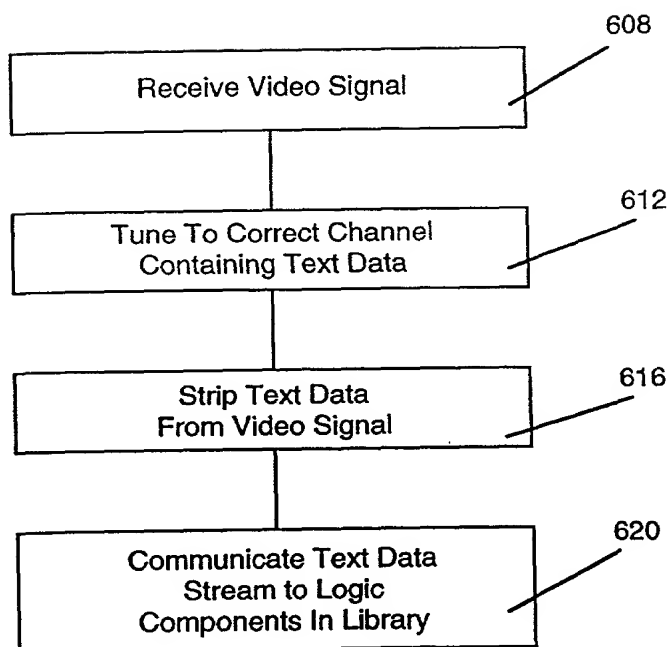 608
Receive Video Signal
612
Tune To Correct Channel
Containing Text Data
616
Strip Text Data
From Video Signal
620
Communicate Text Data
Stream to Logic
Components In Library